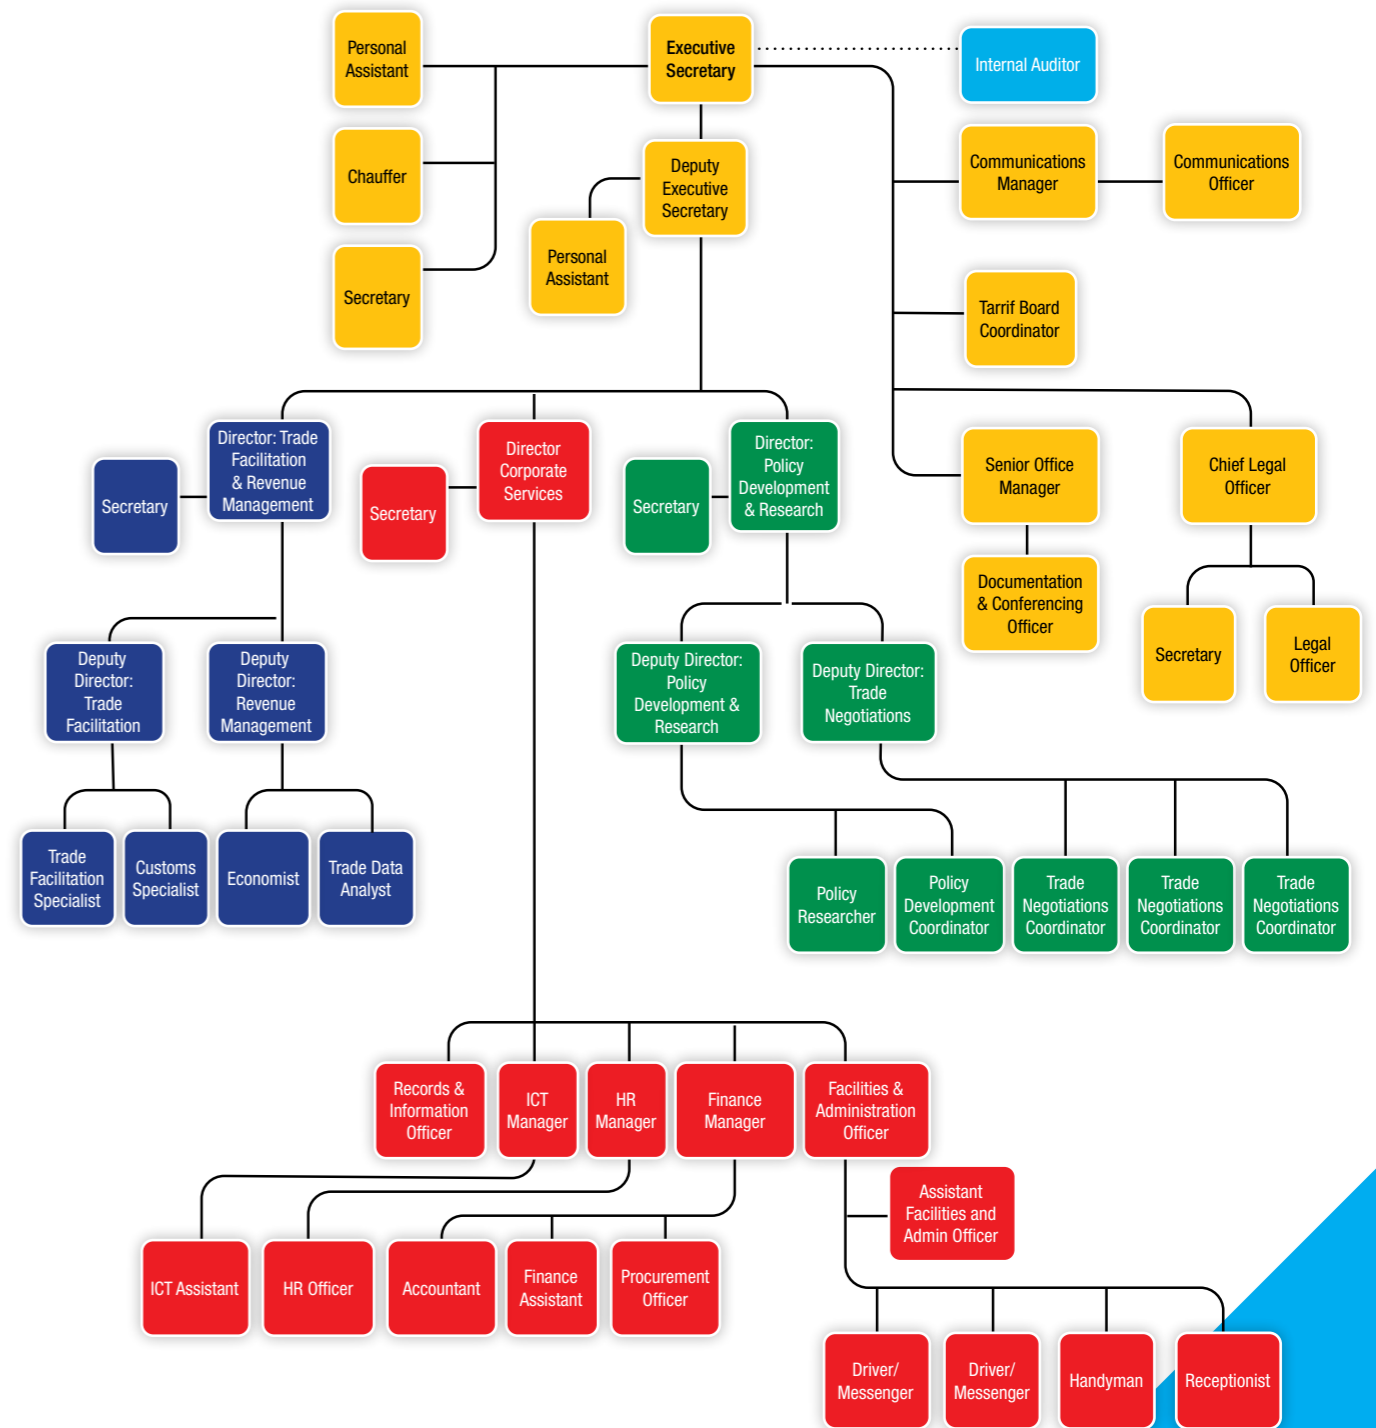 Personal
Assistant
Executive
Secretary
Internal Auditor
Chauffer
Deputy
Executive
Secretary
Communications
Manager
Communications
Officer
Secretary
Personal
Assistant
Tarrif Board
Coordinator
Secretary
Director: Trade
Facilitation
& Revenue
Management
Secretary
Director
Corporate
Services
Secretary
Director:
Policy
Development
& Research
Senior Office
Manager
Chief Legal
Officer
Documentation
& Conferencing
Officer
Secretary
Legal
Officer
Deputy
Director:
Trade
Facilitation
Deputy
Director:
Revenue
Management
Deputy Director:
Policy
Development &
Research
Deputy Director:
Trade
Negotiations
Trade
Facilitation
Specialist
Customs
Specialist
Economist
Trade Data
Analyst
Policy
Researcher
Policy
Development
Coordinator
Trade
Negotiations
Coordinator
Trade
Negotiations
Coordinator
Trade
Negotiations
Coordinator
Records &
Information
Officer
ICT
Manager
HR
Manager
Finance
Manager
Facilities &
Administration
Officer
Assistant
Facilities and
Admin Officer
ICT Assistant
HR Officer
Accountant
Finance
Assistant
Procurement
Officer
Driver/
Messenger
Driver/
Messenger
Handyman
Receptionist